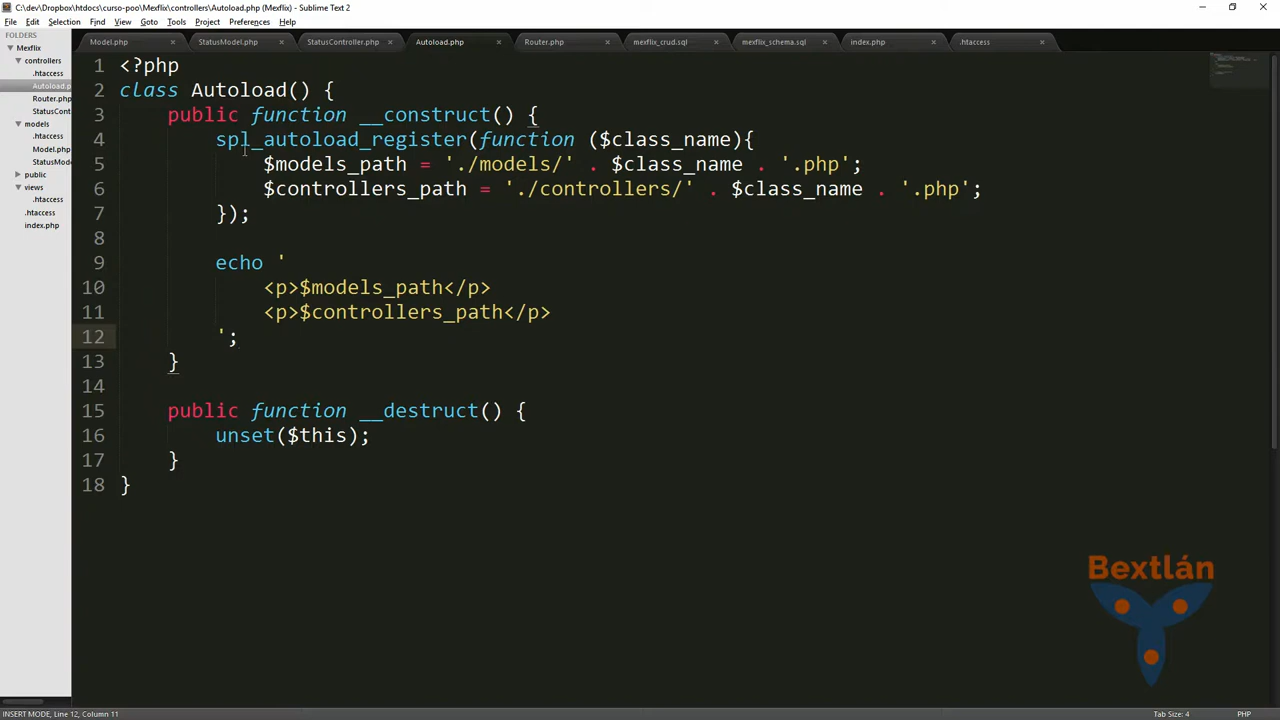 C:\dev\Dropbox\htdocs\curso-poo\Mexflix\controllers\Autoload.php (Mexflix) - Sublime Text 2
File Edit Selection Find View Goto Tools Project Preferences Help
FOLDERS
Mexflix
controllers
.htaccess
Autoload.p
Router.php
StatusCont
models
.htaccess
Model.php
StatusMode
public
views
.htaccess
.htaccess
index.php
Model.php StatusModel.php StatusController.php Autoload.php Router.php mexflix_crud.sql mexflix_schema.sql index.php .htaccess
1 <?php
2 class Autoload() {
3 public function __construct() {
4 spl_autoload_register(function ($class_name){
5 $models_path = './models/' . $class_name . '.php';
6 $controllers_path = './controllers/' . $class_name . '.php';
7 });
8
9 echo '
10 <p>$models_path</p>
11 <p>$controllers_path</p>
12 ';
13 }
14
15 public function __destruct() {
16 unset($this);
17 }
18 }
Bextlán
INSERT MODE, Line 12, Column 11 Tab Size: 4 PHP